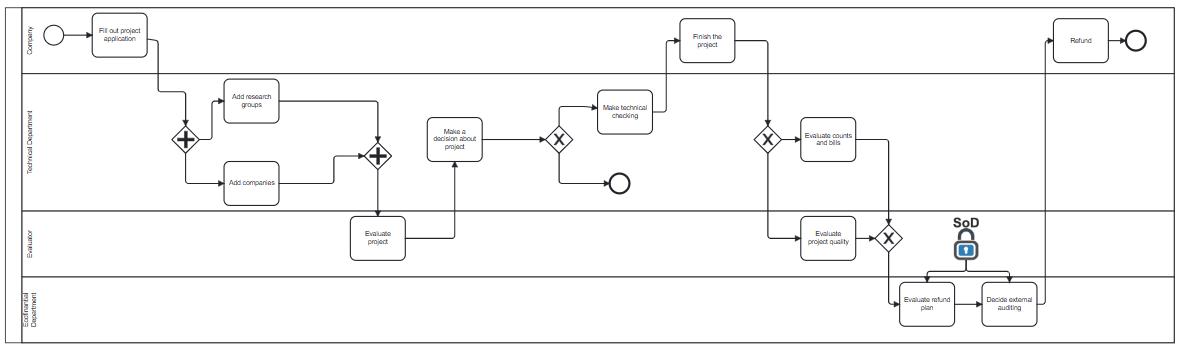 Company
Fill out project
application
Finish the
project
Refund
Technical Department
Add research
groups
Add companies
Make a
decision about
project
X
Make technical
checking
X
Evaluate counts
and bills
Evaluator
Evaluate
project
Evaluate
project quality
X
SoD
Ecofinantial
Department
Evaluate refund
plan
Decide external
auditing